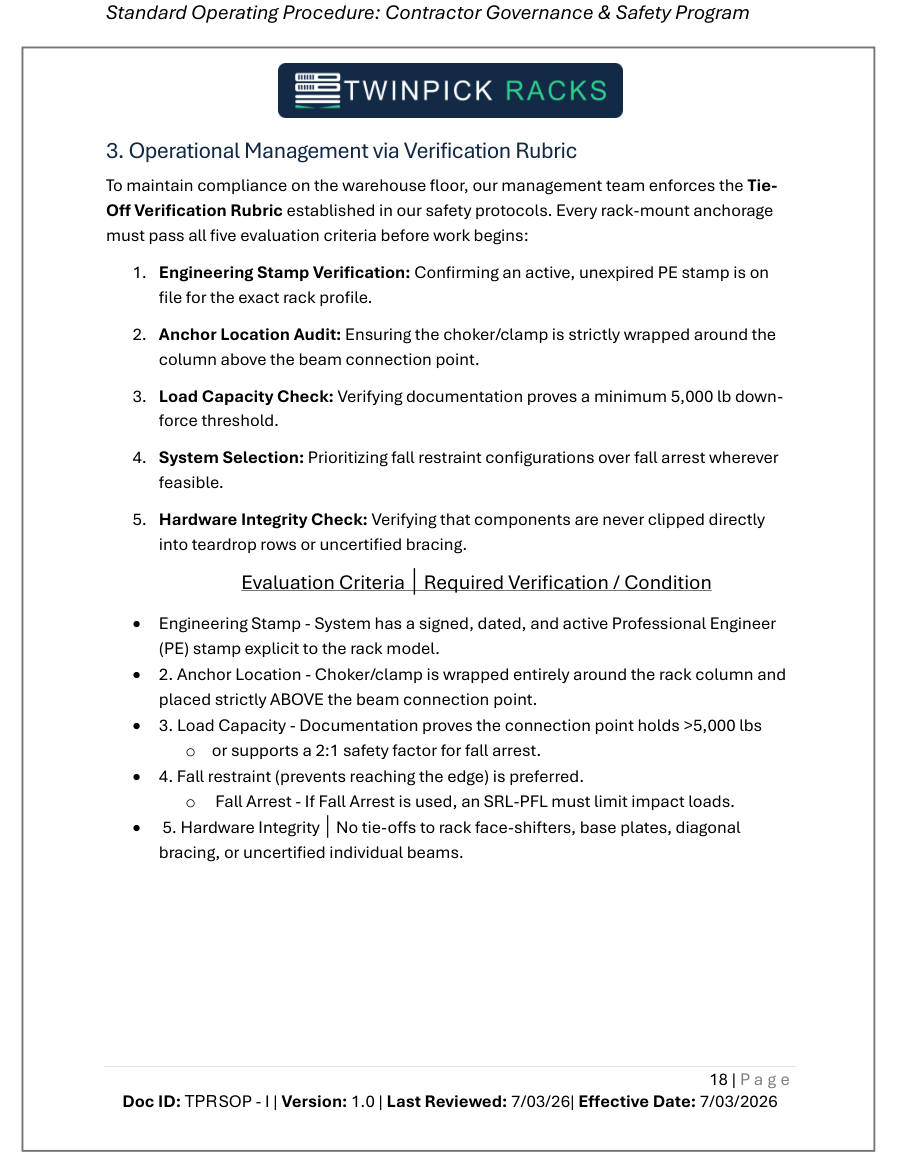 Standard Operating Procedure: Contractor Governance & Safety Program
TWINPICK RACKS
3. Operational Management via Verification Rubric
To maintain compliance on the warehouse floor, our management team enforces the Tie-
Off Verification Rubric established in our safety protocols. Every rack-mount anchorage
must pass all five evaluation criteria before work begins:
1. Engineering Stamp Verification: Confirming an active, unexpired PE stamp is on
file for the exact rack profile.
2. Anchor Location Audit: Ensuring the choker/clamp is strictly wrapped around the
column above the beam connection point.
3. Load Capacity Check: Verifying documentation proves a minimum 5,000 lb down-
force threshold.
4. System Selection: Prioritizing fall restraint configurations over fall arrest wherever
feasible.
5. Hardware Integrity Check: Verifying that components are never clipped directly
into teardrop rows or uncertified bracing.
Evaluation Criteria | Required Verification / Condition
• Engineering Stamp - System has a signed, dated, and active Professional Engineer
(PE) stamp explicit to the rack model.
• 2. Anchor Location - Choker/clamp is wrapped entirely around the rack column and
placed strictly ABOVE the beam connection point.
• 3. Load Capacity - Documentation proves the connection point holds >5,000 lbs
o or supports a 2:1 safety factor for fall arrest.
• 4. Fall restraint (prevents reaching the edge) is preferred.
o Fall Arrest - If Fall Arrest is used, an SRL-PFL must limit impact loads.
• 5. Hardware Integrity | No tie-offs to rack face-shifters, base plates, diagonal
bracing, or uncertified individual beams.
18 | Page
Doc ID: TPRSOP - I | Version: 1.0 | Last Reviewed: 7/03/26| Effective Date: 7/03/2026